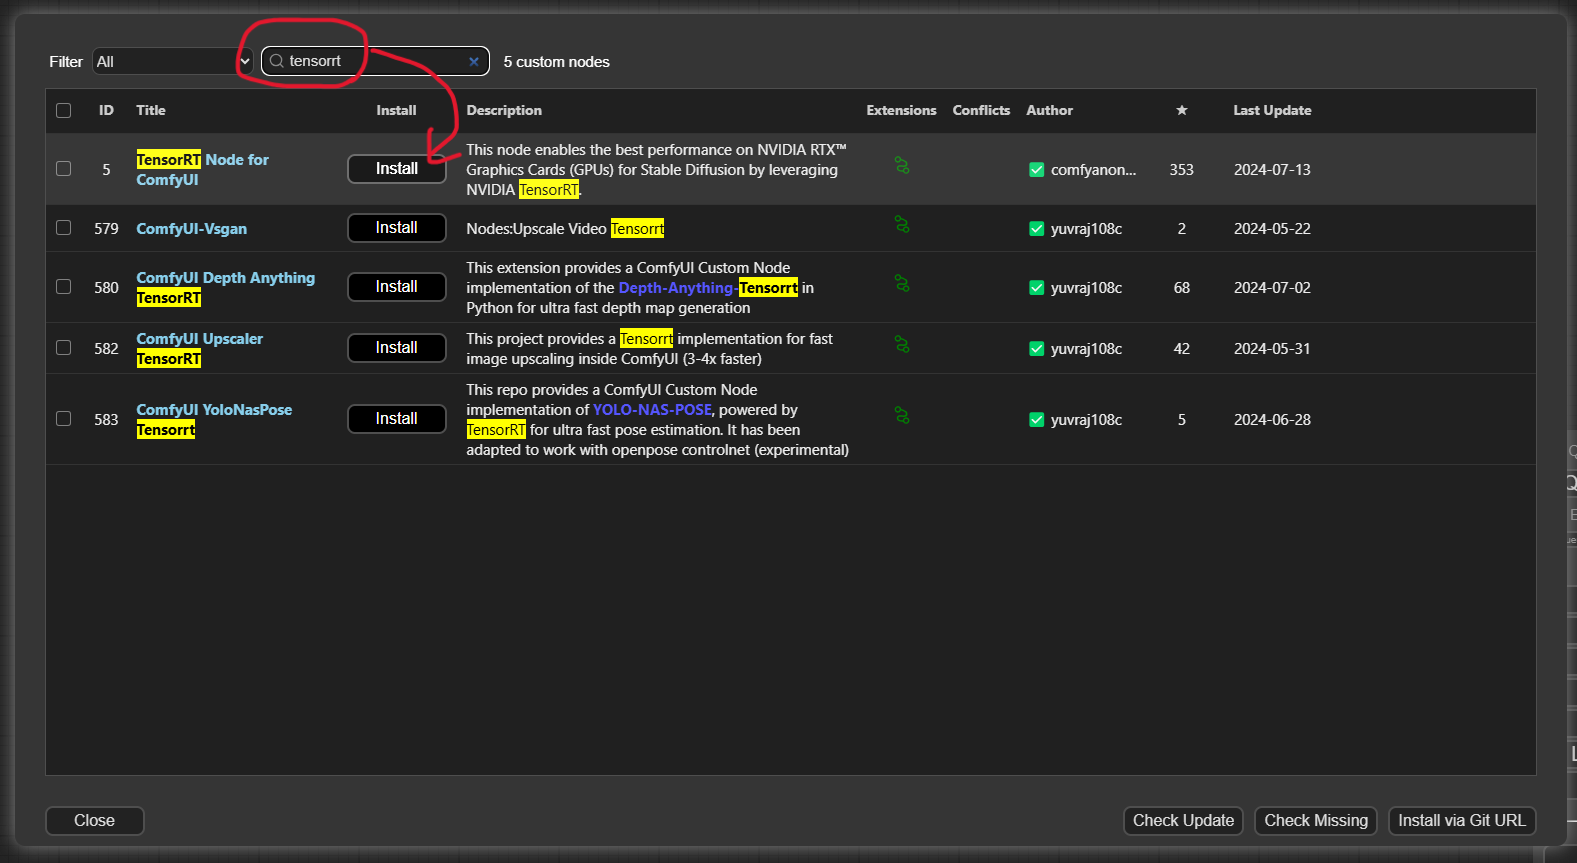 Filter All tensorrt × 5 custom nodes
ID Title Install Description Extensions Conflicts Author ★ Last Update
5 TensorRT Node for ComfyUI Install This node enables the best performance on NVIDIA RTX™
Graphics Cards (GPUs) for Stable Diffusion by leveraging
NVIDIA TensorRT. comfyanon... 353 2024-07-13
579 ComfyUI-Vsgan Install Nodes:Upscale Video Tensorrt yuvraj108c 2 2024-05-22
580 ComfyUI Depth Anything TensorRT Install This extension provides a ComfyUI Custom Node
implementation of the Depth-Anything-Tensorrt in
Python for ultra fast depth map generation yuvraj108c 68 2024-07-02
582 ComfyUI Upscaler TensorRT Install This project provides a Tensorrt implementation for fast
image upscaling inside ComfyUI (3-4x faster) yuvraj108c 42 2024-05-31
583 ComfyUI YoloNasPose Tensorrt Install This repo provides a ComfyUI Custom Node
implementation of YOLO-NAS-POSE, powered by
TensorRT for ultra fast pose estimation. It has been
adapted to work with openpose controlnet (experimental) yuvraj108c 5 2024-06-28
Close Check Update Check Missing Install via Git URL